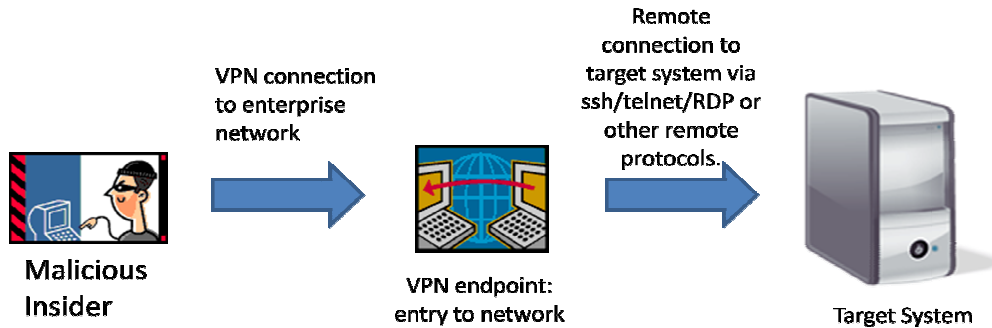 VPN connection
to enterprise
network
Remote
connection to
target system via
ssh/telnet/RDP or
other remote
protocols.
Malicious
Insider
VPN endpoint:
entry to network
Target System